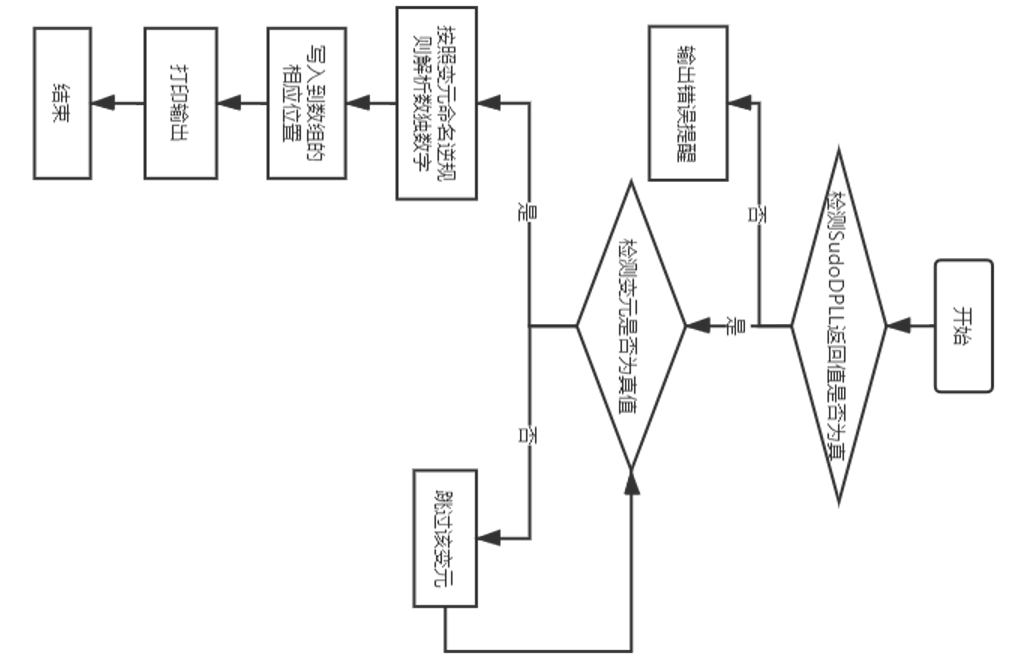 开始
检测SudoDPLL返回值是否为真
否
是
输出错误提醒
检测变元是否为真值
是
否
按照变元命名逆规
则解析数独数字
跳过该变元
写入到数组的
相应位置
打印输出
结束